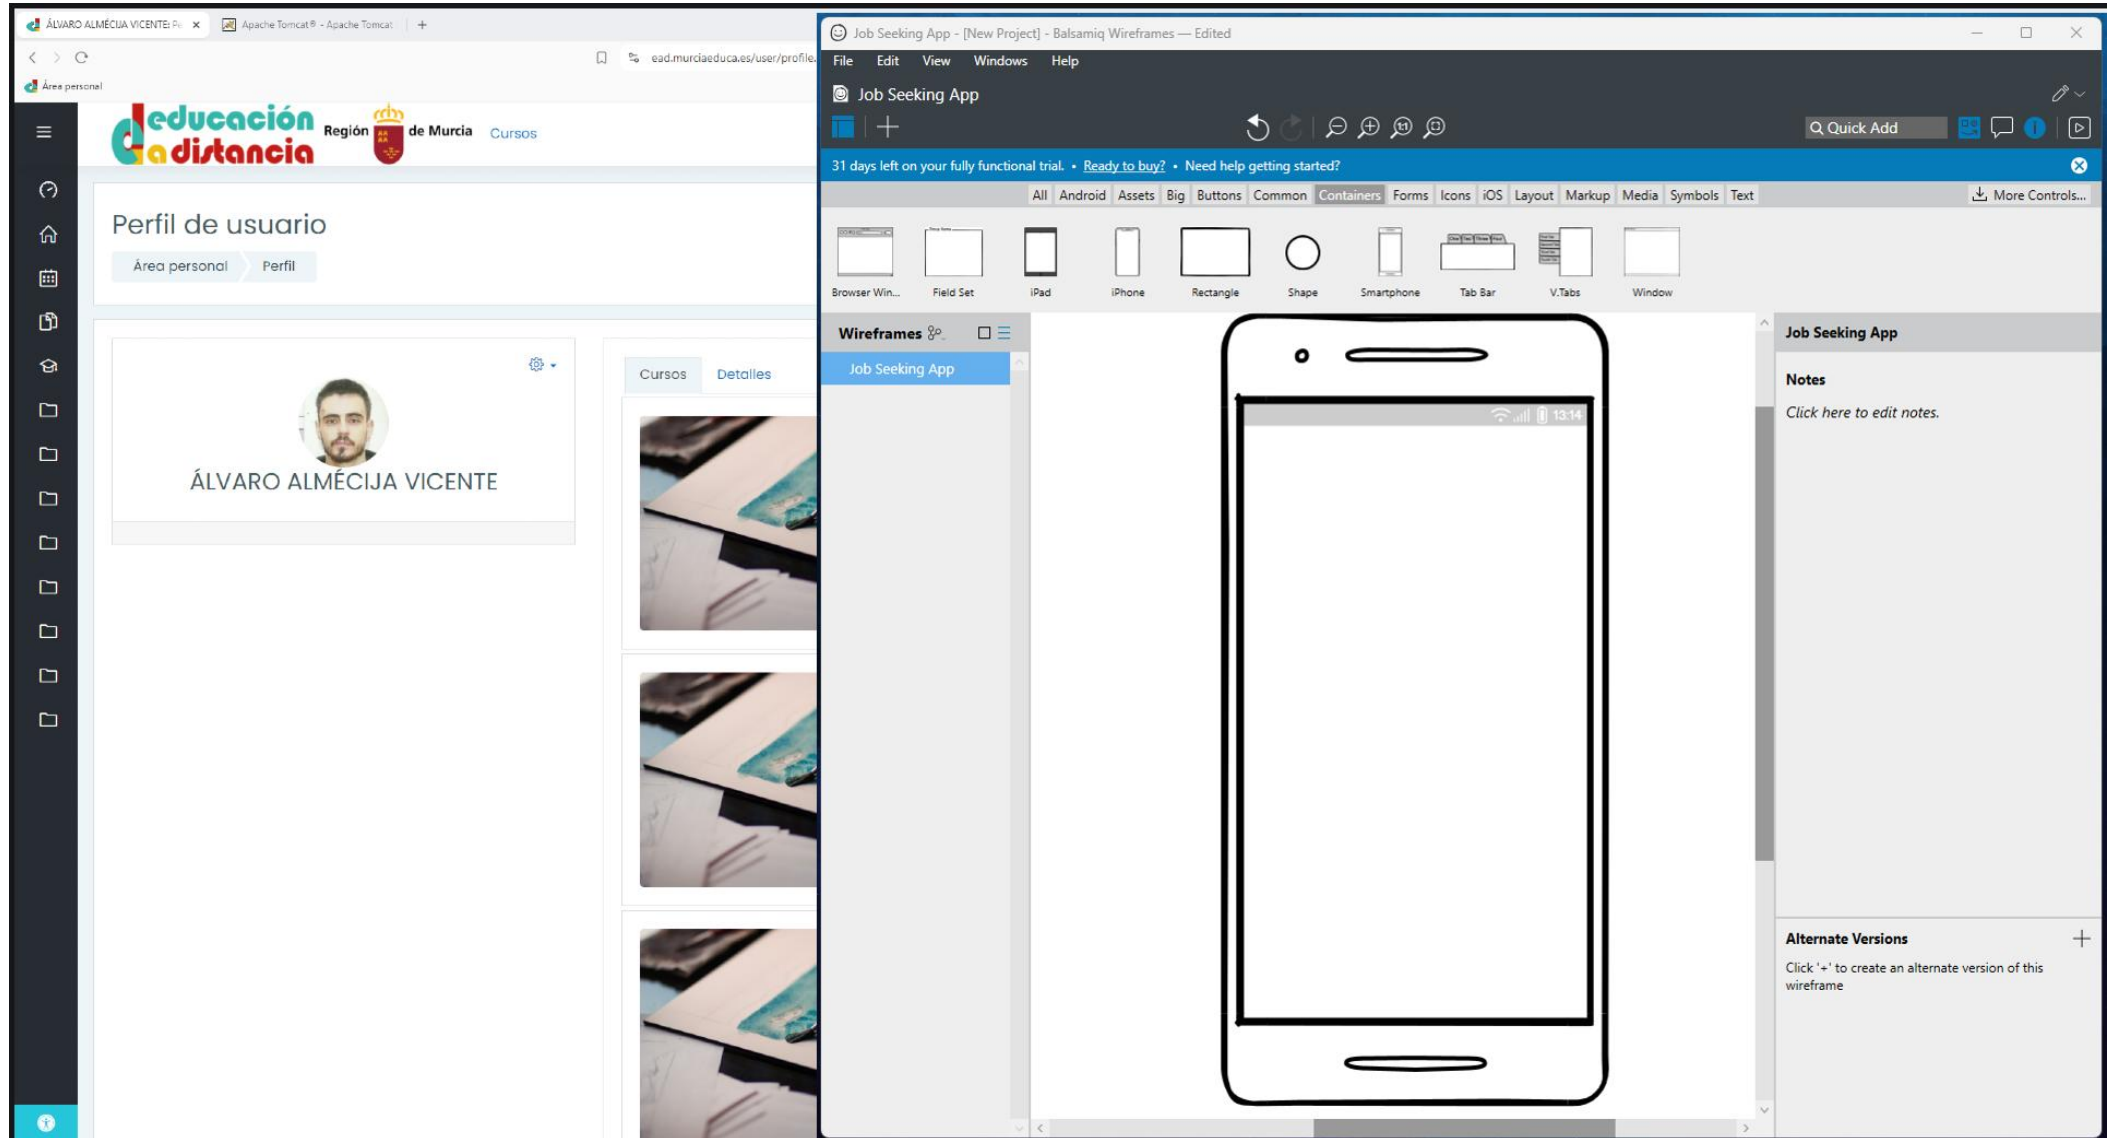 ÁLVARO ALMÉCIJA VICENTE: Pe
Apache Tomcat® - Apache Tomcat
ead.murciaeduca.es/user/profile.
Área personal
educación
a distancia
Región de Murcia
Cursos
Perfil de usuario
Área personal
Perfil
ÁLVARO ALMÉCIJA VICENTE
Cursos
Detalles
Job Seeking App - [New Project] - Balsamiq Wireframes — Edited
File Edit View Windows Help
Job Seeking App
Quick Add
31 days left on your fully functional trial. • Ready to buy? • Need help getting started?
All Android Assets Big Buttons Common Containers Forms Icons iOS Layout Markup Media Symbols Text
More Controls...
Browser Win... Field Set iPad iPhone Rectangle Shape Smartphone Tab Bar V.Tabs Window
Wireframes
Job Seeking App
13:14
Job Seeking App
Notes
Click here to edit notes.
Alternate Versions
Click '+' to create an alternate version of this
wireframe